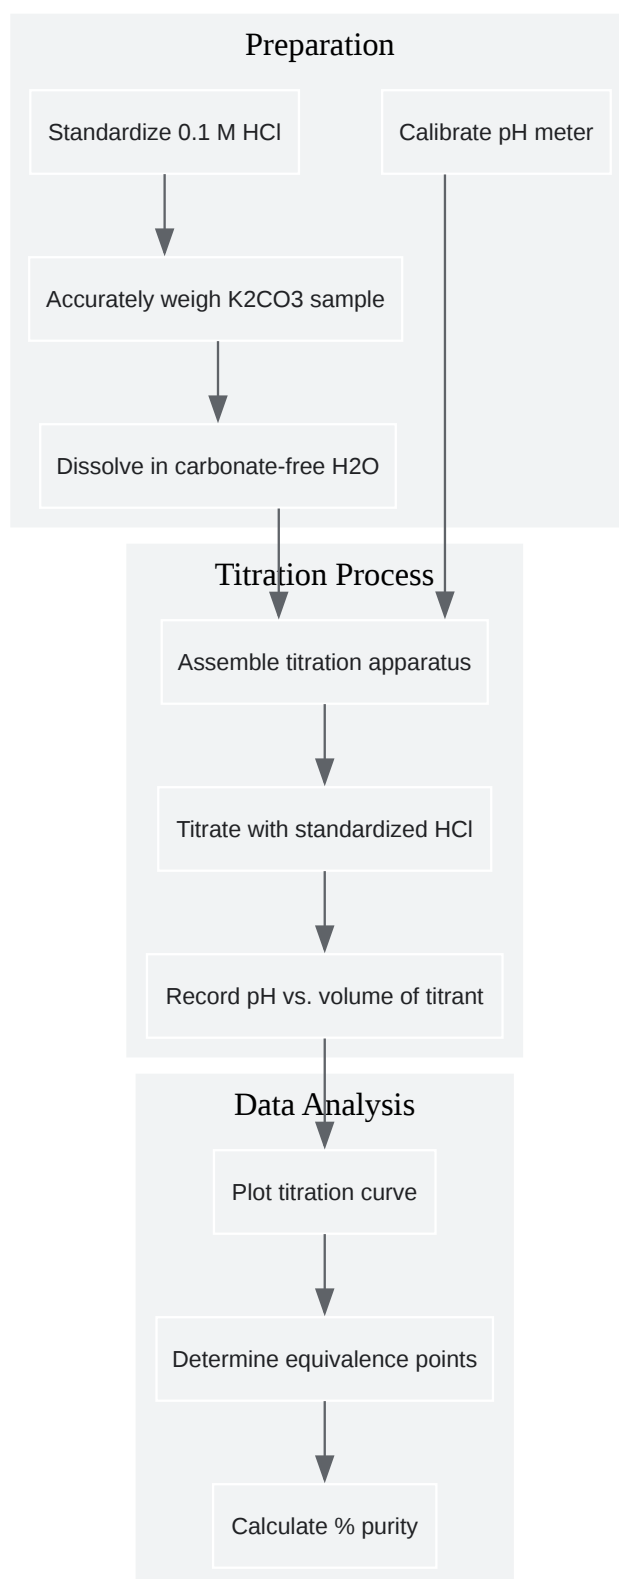 Preparation
Standardize 0.1 M HCl
Calibrate pH meter
Accurately weigh K2CO3 sample
Dissolve in carbonate-free H2O
Titration Process
Assemble titration apparatus
Titrate with standardized HCl
Record pH vs. volume of titrant
Data Analysis
Plot titration curve
Determine equivalence points
Calculate % purity